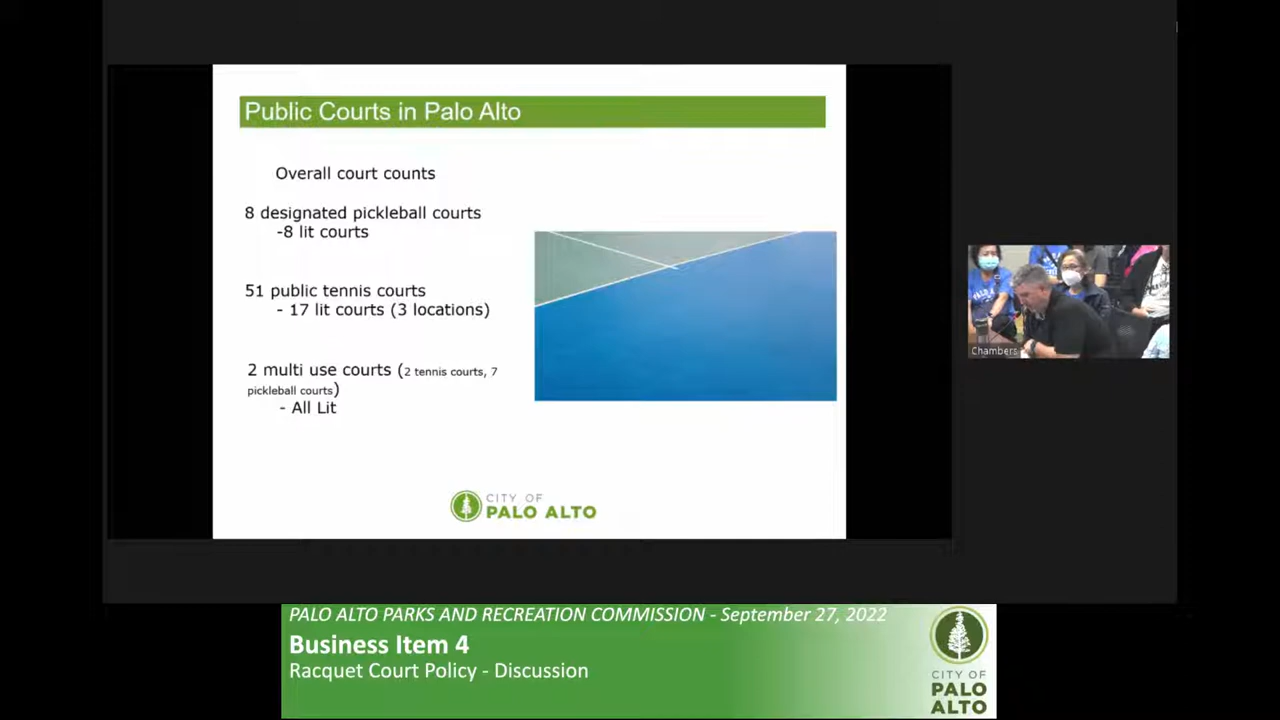 Public Courts in Palo Alto
Overall court counts
8 designated pickleball courts
-8 lit courts
51 public tennis courts
- 17 lit courts (3 locations)
2 multi use courts (2 tennis courts, 7
pickleball courts)
- All Lit
CITY OF
PALO ALTO
Chambers
PALO ALTO PARKS AND RECREATION COMMISSION - September 27, 2022
Business Item 4
Racquet Court Policy - Discussion
CITY OF
PALO
ALTO